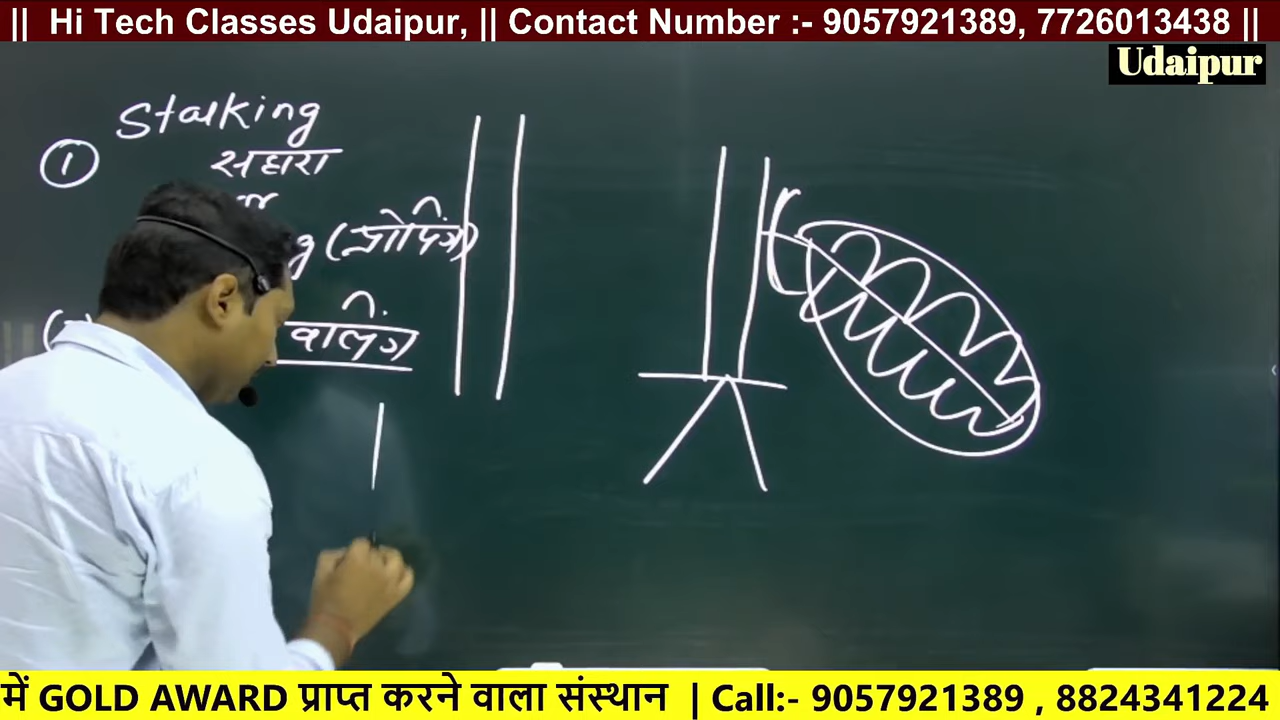 || Hi Tech Classes Udaipur, || Contact Number :- 9057921389, 7726013438 ||
Udaipur
Stalking
① सहारा
(प्रोपिंग)
वालिंग
में GOLD AWARD प्राप्त करने वाला संस्थान | Call:- 9057921389 , 8824341224